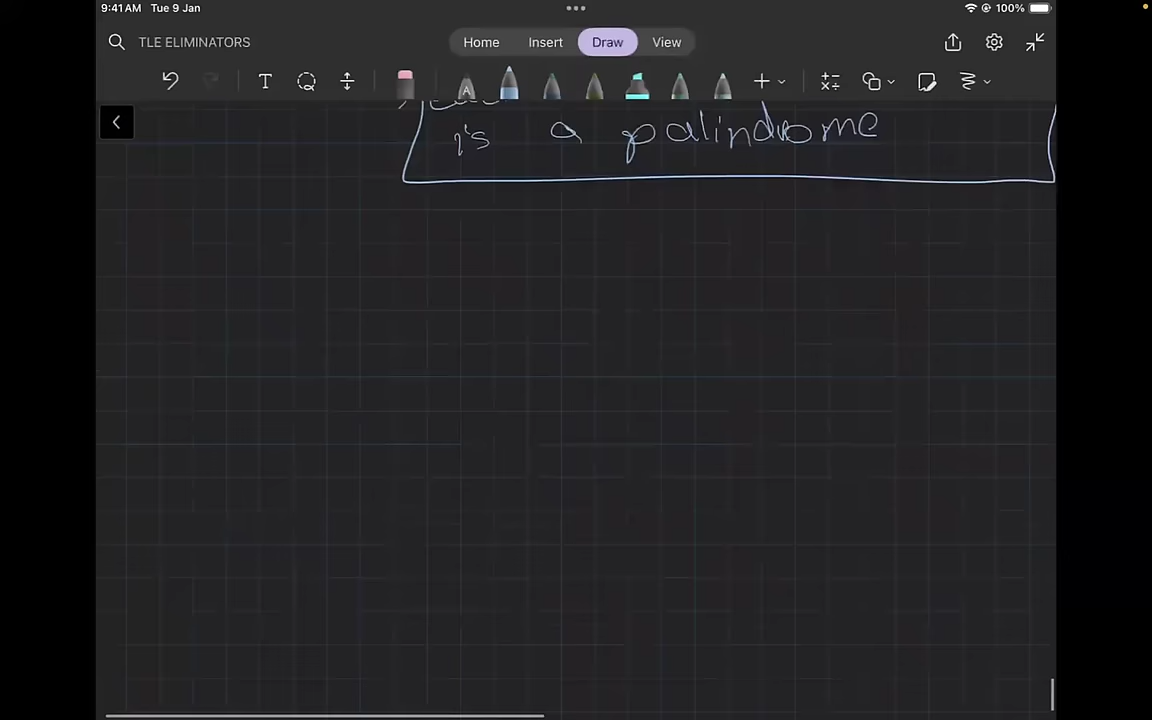 9:41 AM Tue 9 Jan
100%
TLE ELIMINATORS
Home Insert Draw View
T
A
is a palindrome